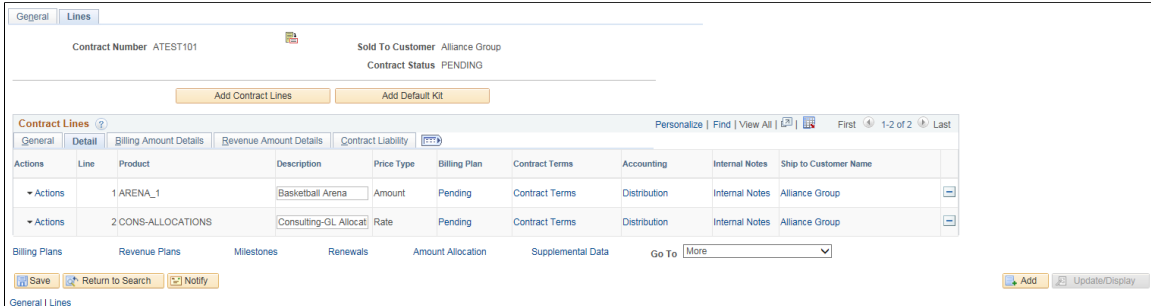 General Lines
Contract Number ATEST101 Sold To Customer Alliance Group
Contract Status PENDING
Add Contract Lines Add Default Kit
Contract Lines ? Personalize | Find | View All | | First 1-2 of 2 Last
General Detail Billing Amount Details Revenue Amount Details Contract Liability
Actions Line Product Description Price Type Billing Plan Contract Terms Accounting Internal Notes Ship to Customer Name
Actions 1 ARENA_1 Basketball Arena Amount Pending Contract Terms Distribution Internal Notes Alliance Group
Actions 2 CONS-ALLOCATIONS Consulting-GL Allocat Rate Pending Contract Terms Distribution Internal Notes Alliance Group
Billing Plans Revenue Plans Milestones Renewals Amount Allocation Supplemental Data Go To More
Save Return to Search Notify Add Update/Display
General | Lines